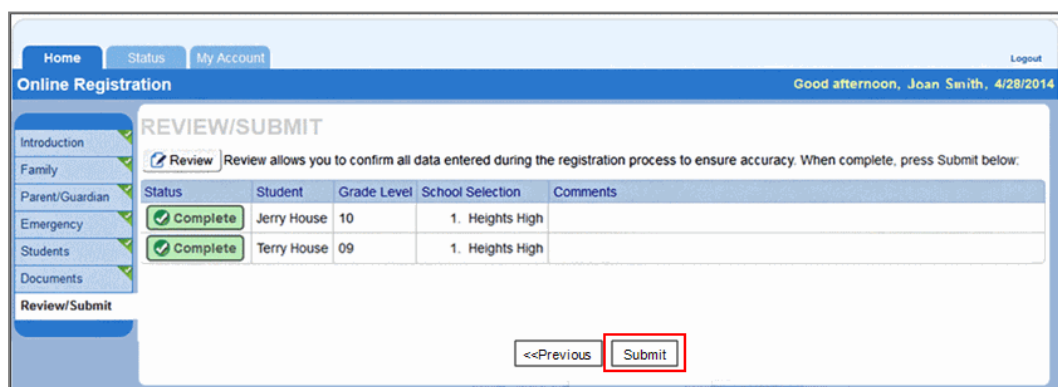 Home Status My Account Logout
Online Registration Good afternoon, Joan Smith, 4/28/2014
Introduction
Family
Parent/Guardian
Emergency
Students
Documents
Review/Submit
REVIEW/SUBMIT
Review Review allows you to confirm all data entered during the registration process to ensure accuracy. When complete, press Submit below:
Status Student Grade Level School Selection Comments
Complete Jerry House 10 1. Heights High
Complete Terry House 09 1. Heights High
<<Previous Submit